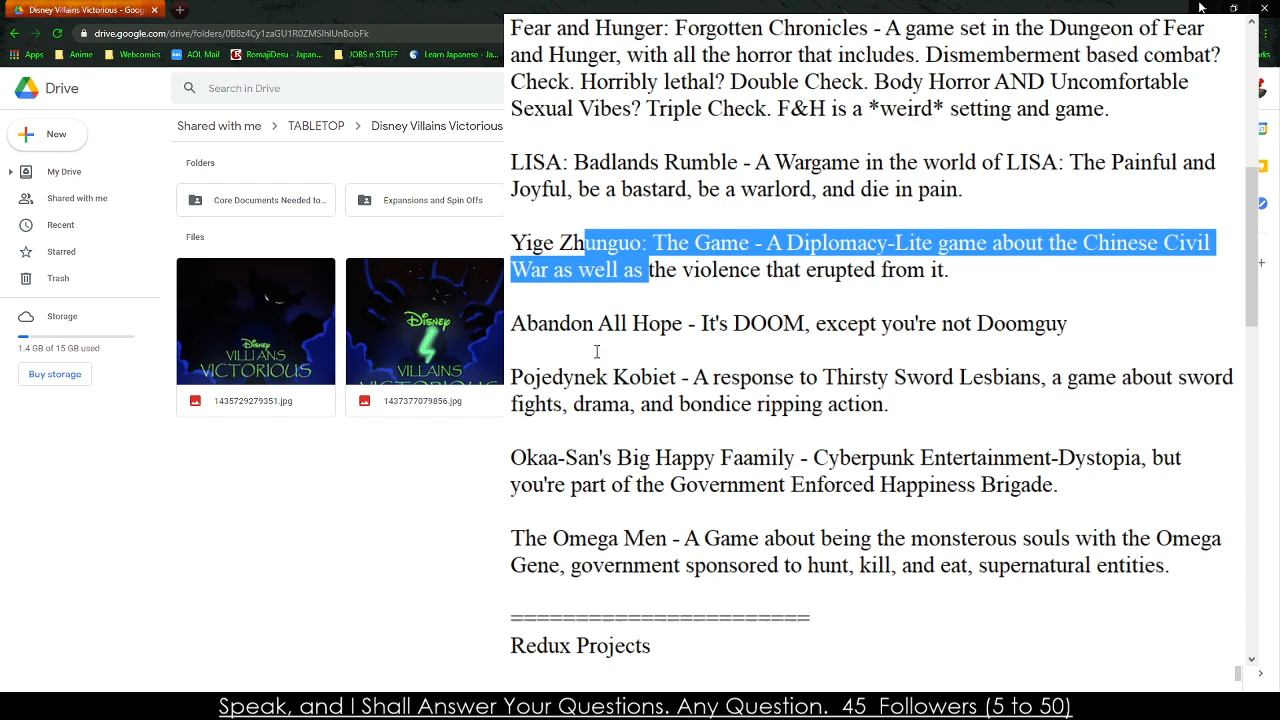 Disney Villains Victorious - Goog
drive.google.com/drive/folders/0B8z4Cy1zaGU1R0ZMSlhIUnBobFk
Apps
Anime
Webcomics
AOL Mail
RomajiDesu - Japan...
JOBS n STUFF
Learn Japanese - Ja...
Drive
Search in Drive
New
My Drive
Shared with me
Recent
Starred
Trash
Storage
1.4 GB of 15 GB used
Buy storage
Shared with me > TABLETOP > Disney Villains Victorious
Folders
Core Documents Needed to...
Expansions and Spin Offs
Files
Disney
VILLIANS
VICTORIOUS
Disney
VILLAINS
VICTORIOUS
1435729279351.jpg
1437377079856.jpg
Fear and Hunger: Forgotten Chronicles - A game set in the Dungeon of Fear
and Hunger, with all the horror that includes. Dismemberment based combat?
Check. Horribly lethal? Double Check. Body Horror AND Uncomfortable
Sexual Vibes? Triple Check. F&H is a *weird* setting and game.
LISA: Badlands Rumble - A Wargame in the world of LISA: The Painful and
Joyful, be a bastard, be a warlord, and die in pain.
Yige Zhunguo: The Game - A Diplomacy-Lite game about the Chinese Civil
War as well as the violence that erupted from it.
Abandon All Hope - It's DOOM, except you're not Doomguy
Pojedynek Kobiet - A response to Thirsty Sword Lesbians, a game about sword
fights, drama, and bondice ripping action.
Okaa-San's Big Happy Faamily - Cyberpunk Entertainment-Dystopia, but
you're part of the Government Enforced Happiness Brigade.
The Omega Men - A Game about being the monsterous souls with the Omega
Gene, government sponsored to hunt, kill, and eat, supernatural entities.
=======================
Redux Projects
Speak, and I Shall Answer Your Questions. Any Question.  45  Followers (5 to 50)